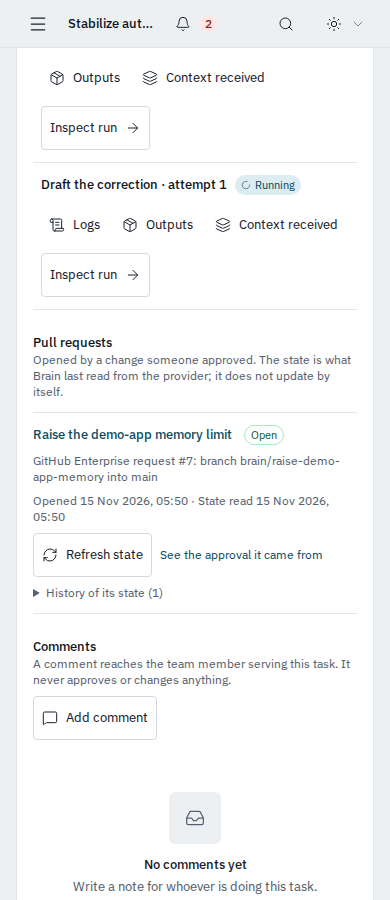 Stabilize aut...
2
Outputs
Context received
Inspect run
Draft the correction · attempt 1
Running
Logs
Outputs
Context received
Inspect run
Pull requests
Opened by a change someone approved. The state is what
Brain last read from the provider; it does not update by
itself.
Raise the demo-app memory limit
Open
GitHub Enterprise request #7: branch brain/raise-demo-
app-memory into main
Opened 15 Nov 2026, 05:50 · State read 15 Nov 2026,
05:50
Refresh state
See the approval it came from
History of its state (1)
Comments
A comment reaches the team member serving this task. It
never approves or changes anything.
Add comment
No comments yet
Write a note for whoever is doing this task.